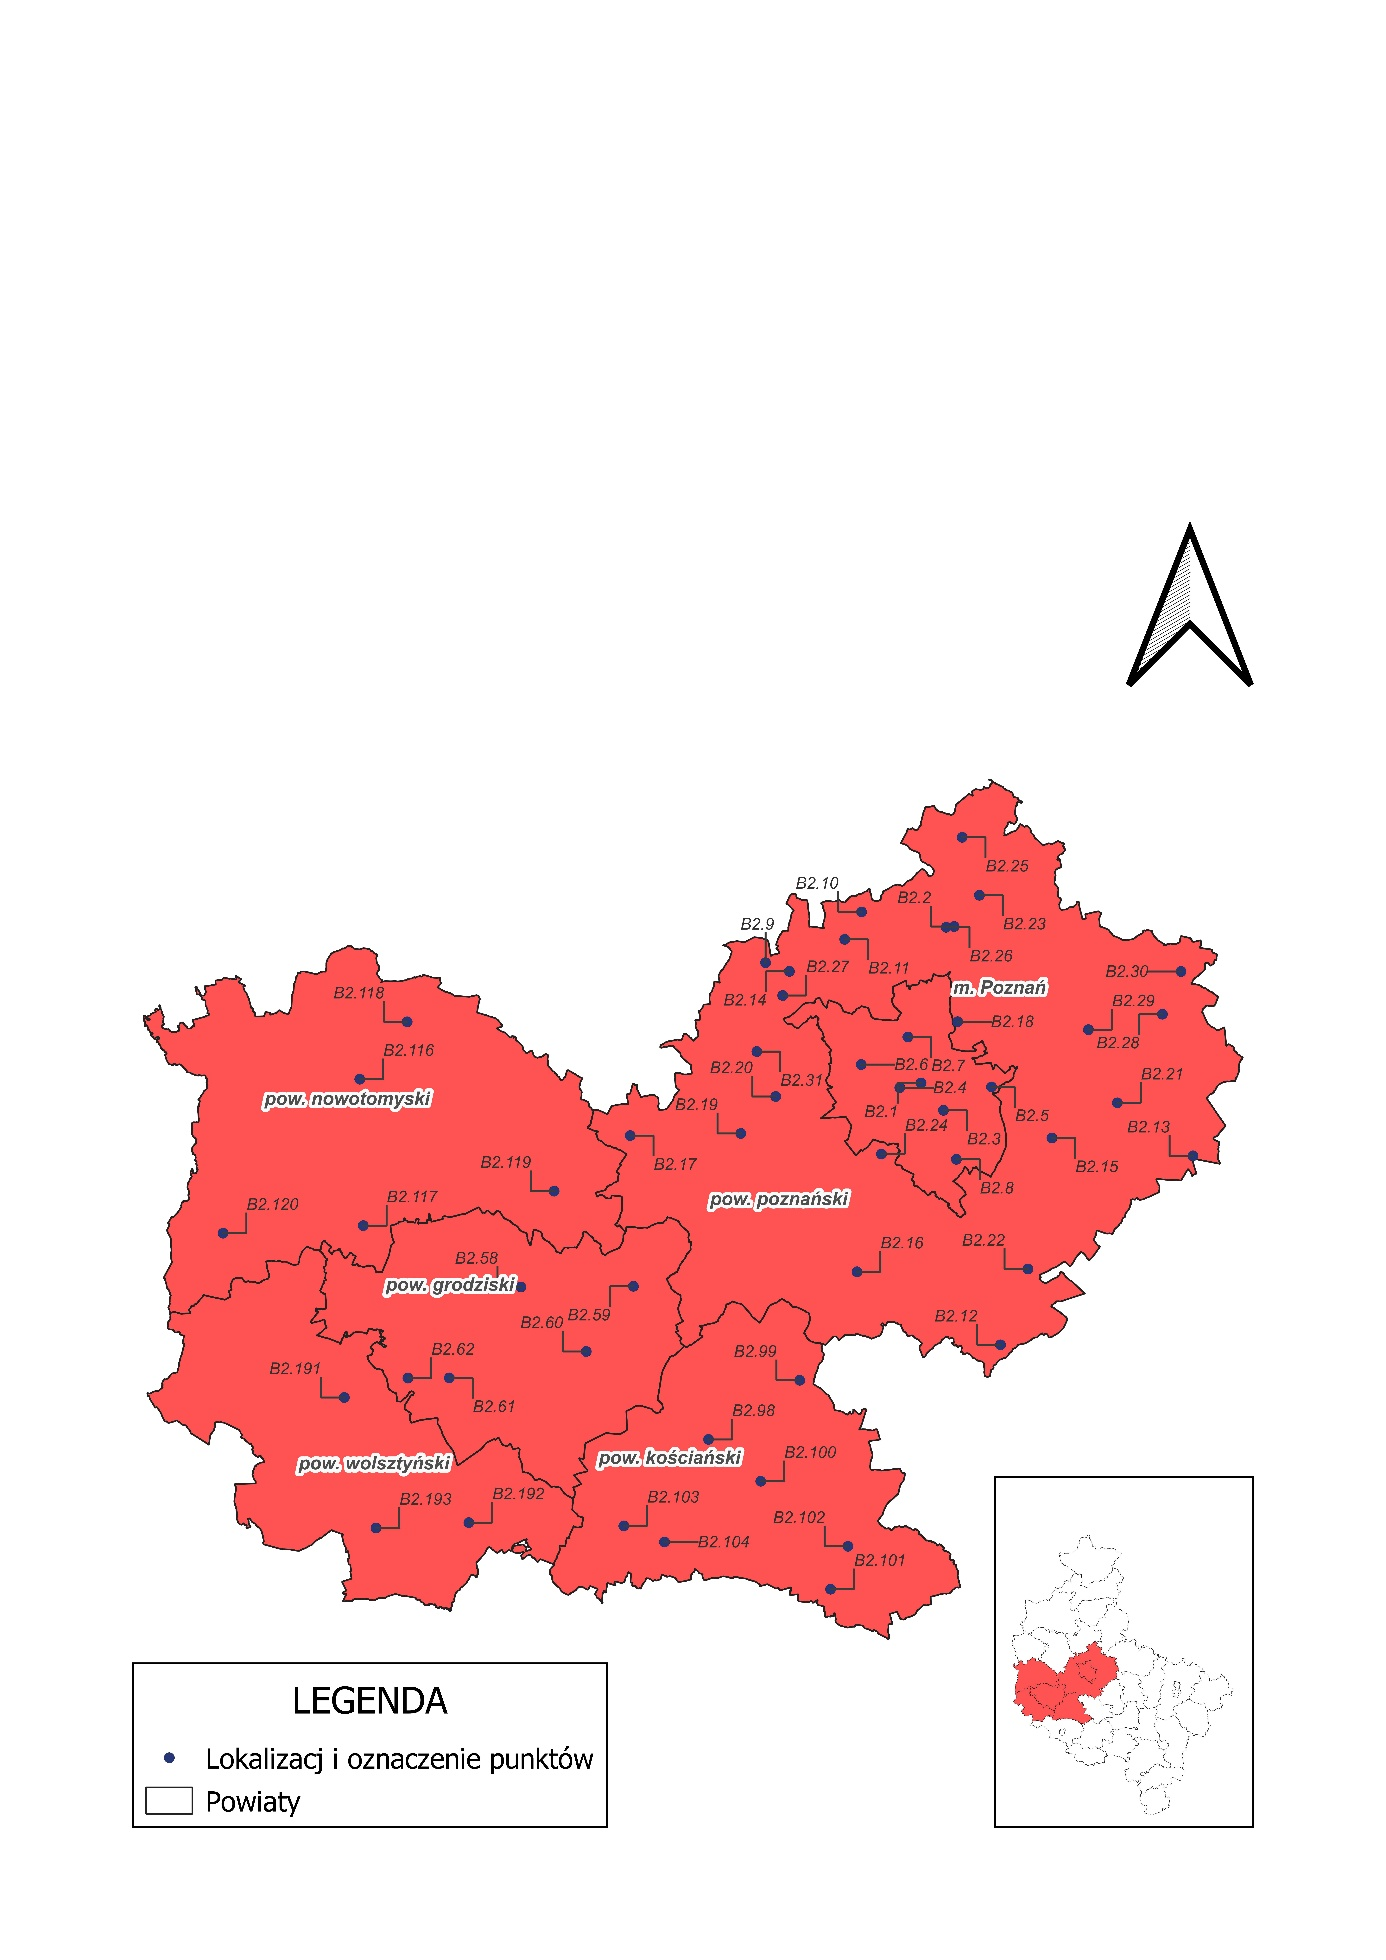 B2.25
B2.10
B2.2
B2.23
B2.9
B2.26
B2.27
B2.11
B2.30
B2.14
m. Poznań
B2.118
B2.29
B2.18
B2.28
B2.116
B2.20
B2.31
B2.6
B2.7
B2.21
B2.4
pow. nowotomyski
B2.19
B2.1
B2.5
B2.24
B2.13
B2.3
B2.119
B2.17
B2.15
B2.8
pow. poznański
B2.120
B2.117
B2.16
B2.22
B2.58
pow. grodziski
B2.60
B2.59
B2.12
B2.62
B2.99
B2.191
B2.61
B2.98
pow. wolsztyński
pow. kościański
B2.100
B2.193
B2.192
B2.103
B2.102
B2.104
B2.101
LEGENDA
Lokalizacj i oznaczenie punktów
Powiaty